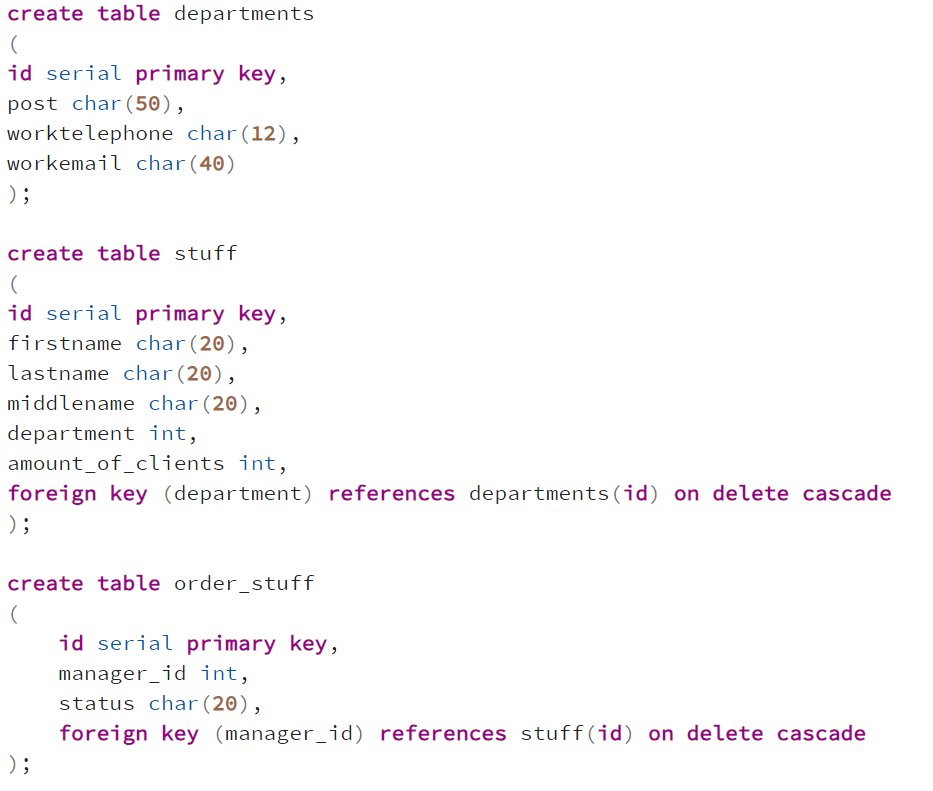 create table departments
(
id serial primary key,
post char(50),
worktelephone char(12),
workemail char(40)
);
create table stuff
(
id serial primary key,
firstname char(20),
lastname char(20),
middlename char(20),
department int,
amount_of_clients int,
foreign key (department) references departments(id) on delete cascade
);
create table order_stuff
(
id serial primary key,
manager_id int,
status char(20),
foreign key (manager_id) references stuff(id) on delete cascade
);